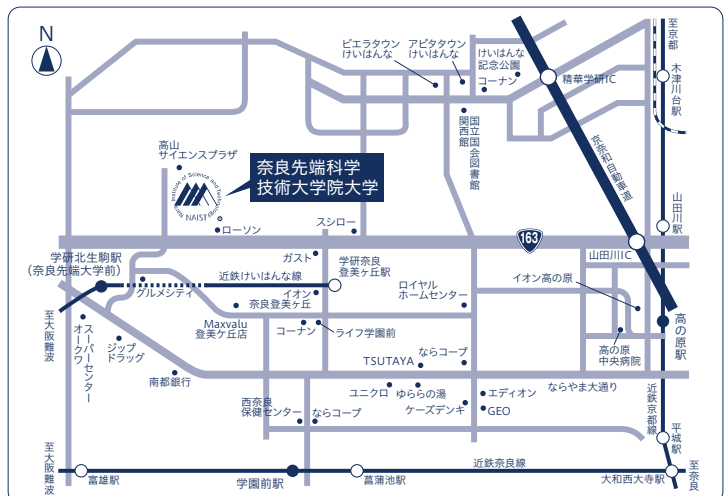 N
至京都
ピエラタウン
けいはんな
アピタタウン
けいはんな
けいはんな
記念公園
コーナン
精華学研IC
木津川台駅
国立国会図書館
関西館
京奈和自動車道
高山
サイエンスプラザ
奈良先端科学
技術大学院大学
NAIST
ローソン
スシロー
山田川駅
163
山田川IC
学研北生駒駅
(奈良先端大学前)
ガスト
学研奈良
登美ヶ丘駅
近鉄けいはんな線
グルメシティ
イオン
奈良登美ヶ丘
ロイヤル
ホームセンター
イオン高の原
至大阪難波
スーパーセンター
オークワ
ジップ
ドラッグ
Maxvalu
登美ケ丘店
コーナン
ライフ学園前
高の原駅
高の原
中央病院
南都銀行
TSUTAYA
ならコープ
ユニクロ
ゆららの湯
ケーズデンキ
エディオン
GEO
ならやま大通り
近鉄京都線
西奈良
保健センター
ならコープ
平城駅
至大阪難波
富雄駅
学園前駅
菖蒲池駅
近鉄奈良線
大和西大寺駅
至奈良